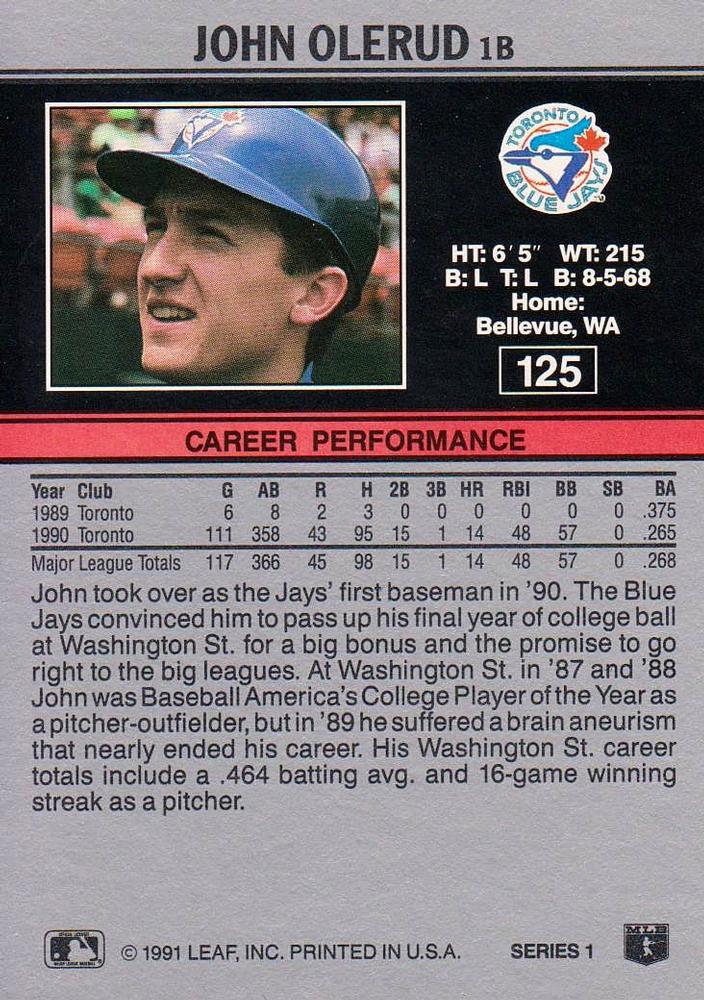 JOHN OLERUD 1B
TORONTO
BLUE JAYS
HT: 6' 5" WT: 215
B: L T: L B: 8-5-68
Home:
Bellevue, WA
125
CAREER PERFORMANCE
Year Club G AB R H 2B 3B HR RBI BB SB BA
1989 Toronto 6 8 2 3 0 0 0 0 0 0 .375
1990 Toronto 111 358 43 95 15 1 14 48 57 0 .265
Major League Totals 117 366 45 98 15 1 14 48 57 0 .268
John took over as the Jays' first baseman in '90. The Blue
Jays convinced him to pass up his final year of college ball
at Washington St. for a big bonus and the promise to go
right to the big leagues. At Washington St. in '87 and '88
John was Baseball America's College Player of the Year as
a pitcher-outfielder, but in '89 he suffered a brain aneurism
that nearly ended his career. His Washington St. career
totals include a .464 batting avg. and 16-game winning
streak as a pitcher.
© 1991 LEAF, INC. PRINTED IN U.S.A. SERIES 1
MLB